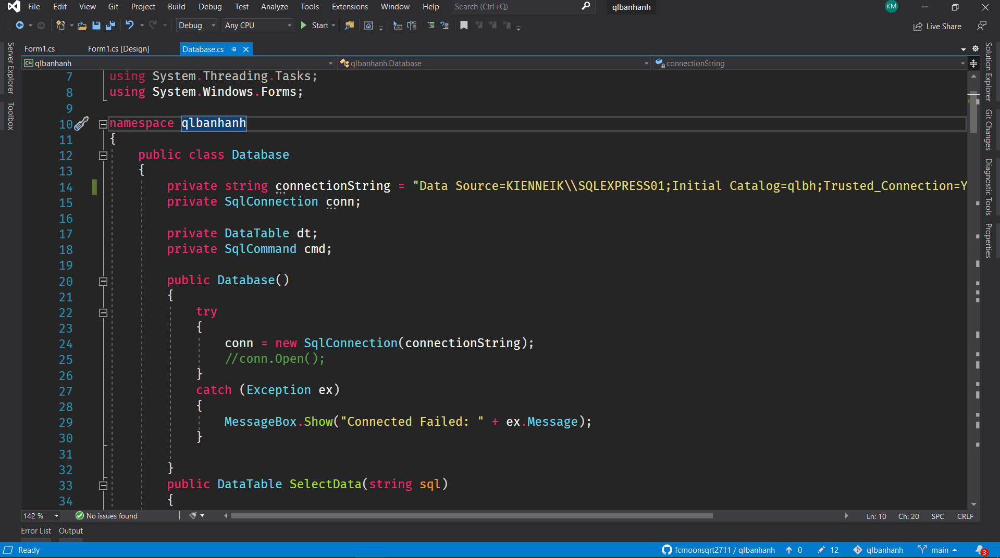 File Edit View Git Project Build Debug Test Analyze Tools Extensions Window Help Search (Ctrl+Q) qlbanhanh KM
Debug Any CPU Start Live Share
Form1.cs Form1.cs [Design] Database.cs
C# qlbanhanh qlbanhanh.Database connectionString
Server Explorer
Toolbox
7 using System.Threading.Tasks;
8 using System.Windows.Forms;
9
10 namespace qlbanhanh
11 {
12 public class Database
13 {
14 private string connectionString = "Data Source=KIENNEIK\\SQLEXPRESS01;Initial Catalog=qlbh;Trusted_Connection=Y
15 private SqlConnection conn;
16
17 private DataTable dt;
18 private SqlCommand cmd;
19
20 public Database()
21 {
22 try
23 {
24 conn = new SqlConnection(connectionString);
25 //conn.Open();
26 }
27 catch (Exception ex)
28 {
29 MessageBox.Show("Connected Failed: " + ex.Message);
30 }
31
32 }
33 public DataTable SelectData(string sql)
34 {
Solution Explorer
Git Changes
Diagnostic Tools
Properties
142 % No issues found Ln: 10 Ch: 20 SPC CRLF
Error List Output
Ready fcmoonsqrt2711 / qlbanhanh 0 12 qlbanhanh main 3